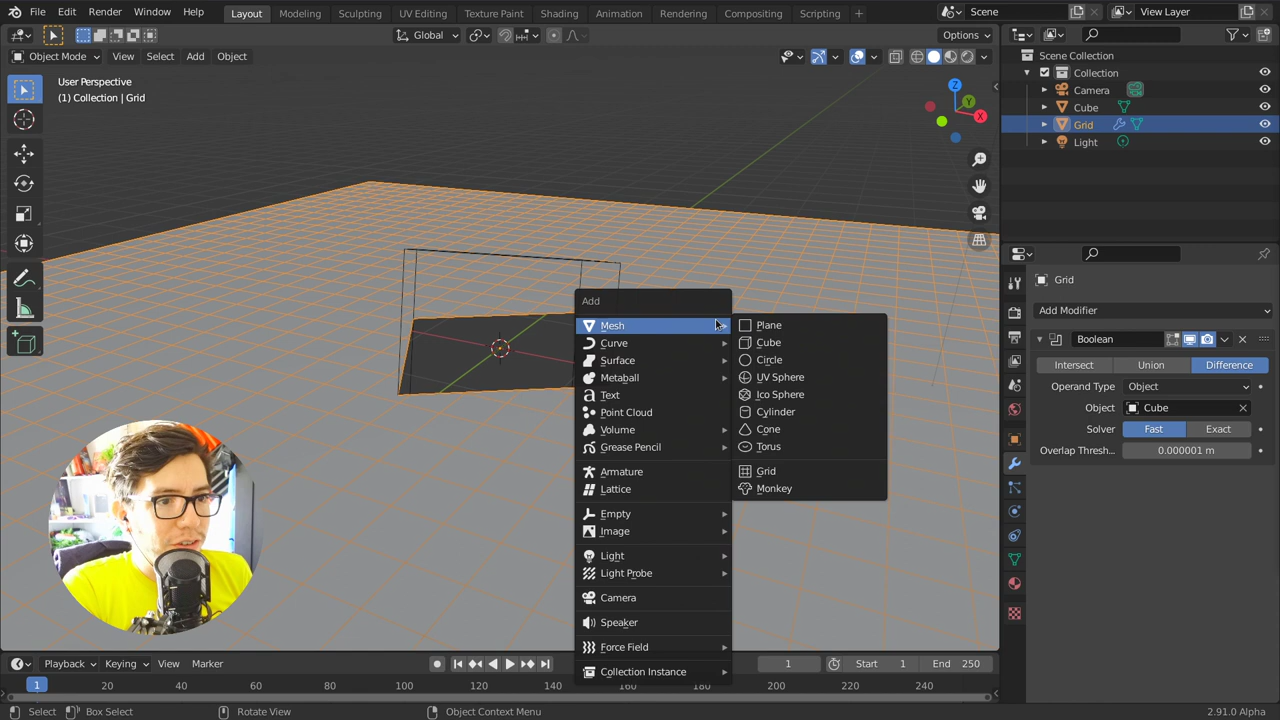 File Edit Render Window Help Layout Modeling Sculpting UV Editing Texture Paint Shading Animation Rendering Compositing Scripting Scene View Layer
Global Options
Object Mode View Select Add Object
User Perspective
(1) Collection | Grid
Z
Y
X
Scene Collection
Collection
Camera
Cube
Grid
Light
Grid
Add Modifier
Boolean
Intersect Union Difference
Operand Type Object
Object Cube
Solver Fast Exact
Overlap Thresh... 0.000001 m
Add
Mesh
Curve
Surface
Metaball
Text
Point Cloud
Volume
Grease Pencil
Armature
Lattice
Empty
Image
Light
Light Probe
Camera
Speaker
Force Field
Collection Instance
Plane
Cube
Circle
UV Sphere
Ico Sphere
Cylinder
Cone
Torus
Grid
Monkey
Playback Keying View Marker 1 Start 1 End 250
1 20 40 60 80 100 120 140 160 180 200 220 240
Select Box Select Rotate View Object Context Menu 2.91.0 Alpha